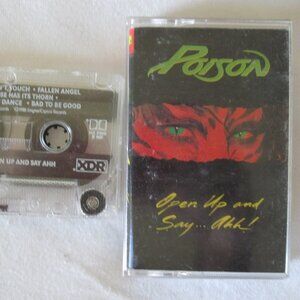 'T TOUCH • FALLEN ANGEL
SE HAS ITS THORN •
DANCE • BAD TO BE GOOD
N UP AND SAY AHH
XDR
POISON
Open Up and
Say... Ahh!